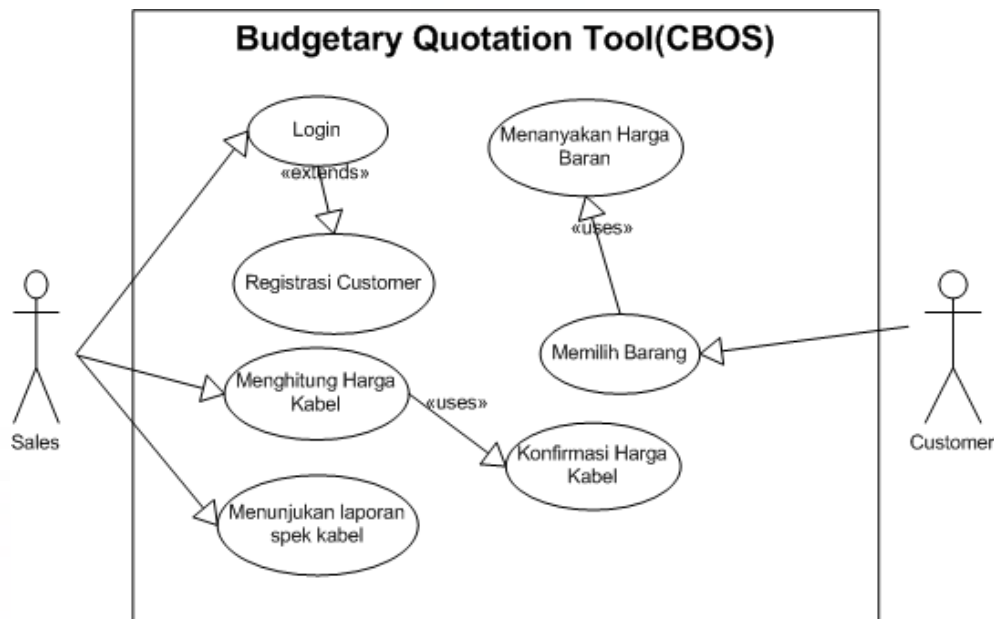 Budgetary Quotation Tool(CBOS)
Login
«extends»
Registrasi Customer
Menghitung Harga
Kabel
«uses»
Menunjukan laporan
spek kabel
Menanyakan Harga
Baran
«uses»
Memilih Barang
Konfirmasi Harga
Kabel
Sales
Customer